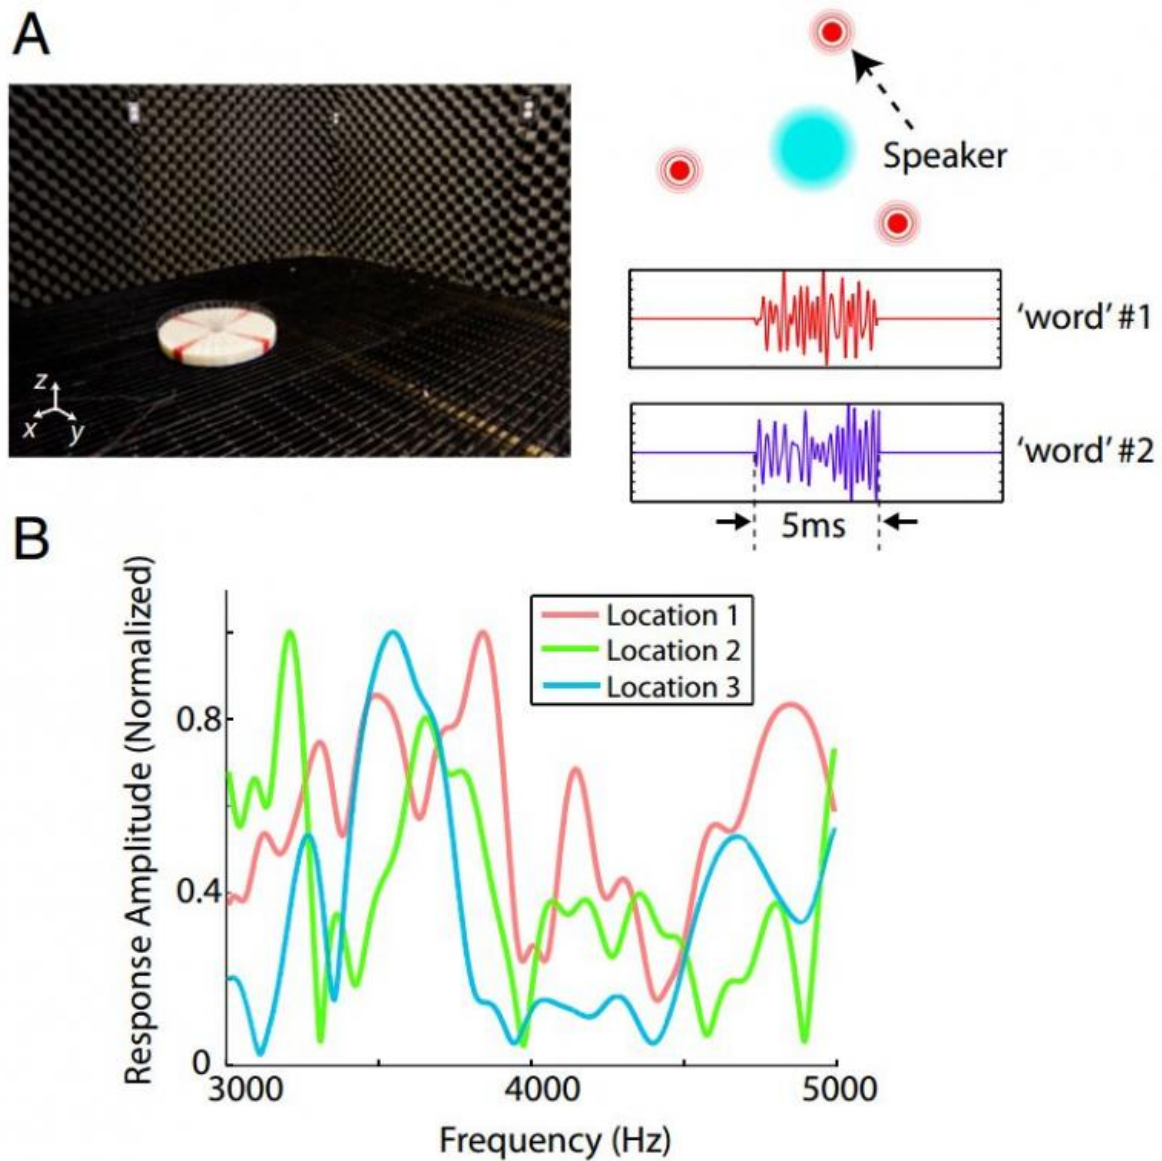 A
z
x
y
Speaker
'word' #1
'word' #2
5ms
B
Response Amplitude (Normalized)
Location 1
Location 2
Location 3
0.8
0.4
0
3000
4000
5000
Frequency (Hz)